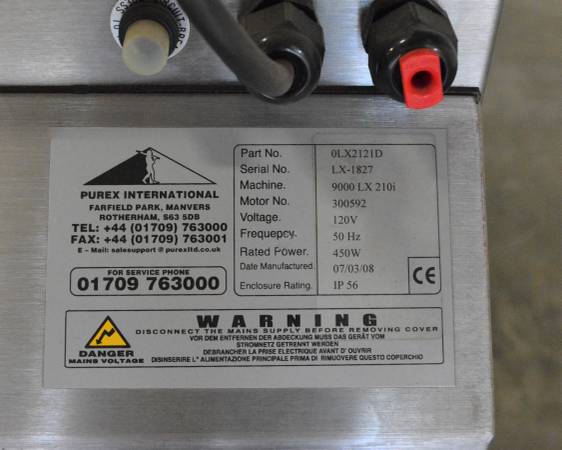 PUREX INTERNATIONAL
FARFIELD PARK, MANVERS
ROTHERHAM, S63 5DB
TEL: +44 (01709) 763000
FAX: +44 (01709) 763001
E - Mail: salesupport @ purexltd.co.uk
FOR SERVICE PHONE
01709 763000
Part No. 0LX2121D
Serial No. LX-1827
Machine. 9000 LX 210i
Motor No. 300592
Voltage. 120V
Frequency. 50 Hz
Rated Power. 450W
Date Manufactured. 07/03/08
Enclosure Rating. IP 56
CE
DANGER
MAINS VOLTAGE
WARNING
DISCONNECT THE MAINS SUPPLY BEFORE REMOVING COVER
VOR DEM ENTFERNEN DER ABDECKUNG MUSS DAS GERÄT VOM
STROMNETZ GETRENNT WERDEN
DEBRANCHER LA PRISE ELECTRIQUE AVANT D' OUVRIR
DISINSERIRE L' ALIMENTAZIONE PRINCIPALE PRIMA DI RIMUOVERE QUESTO COPERCHIO